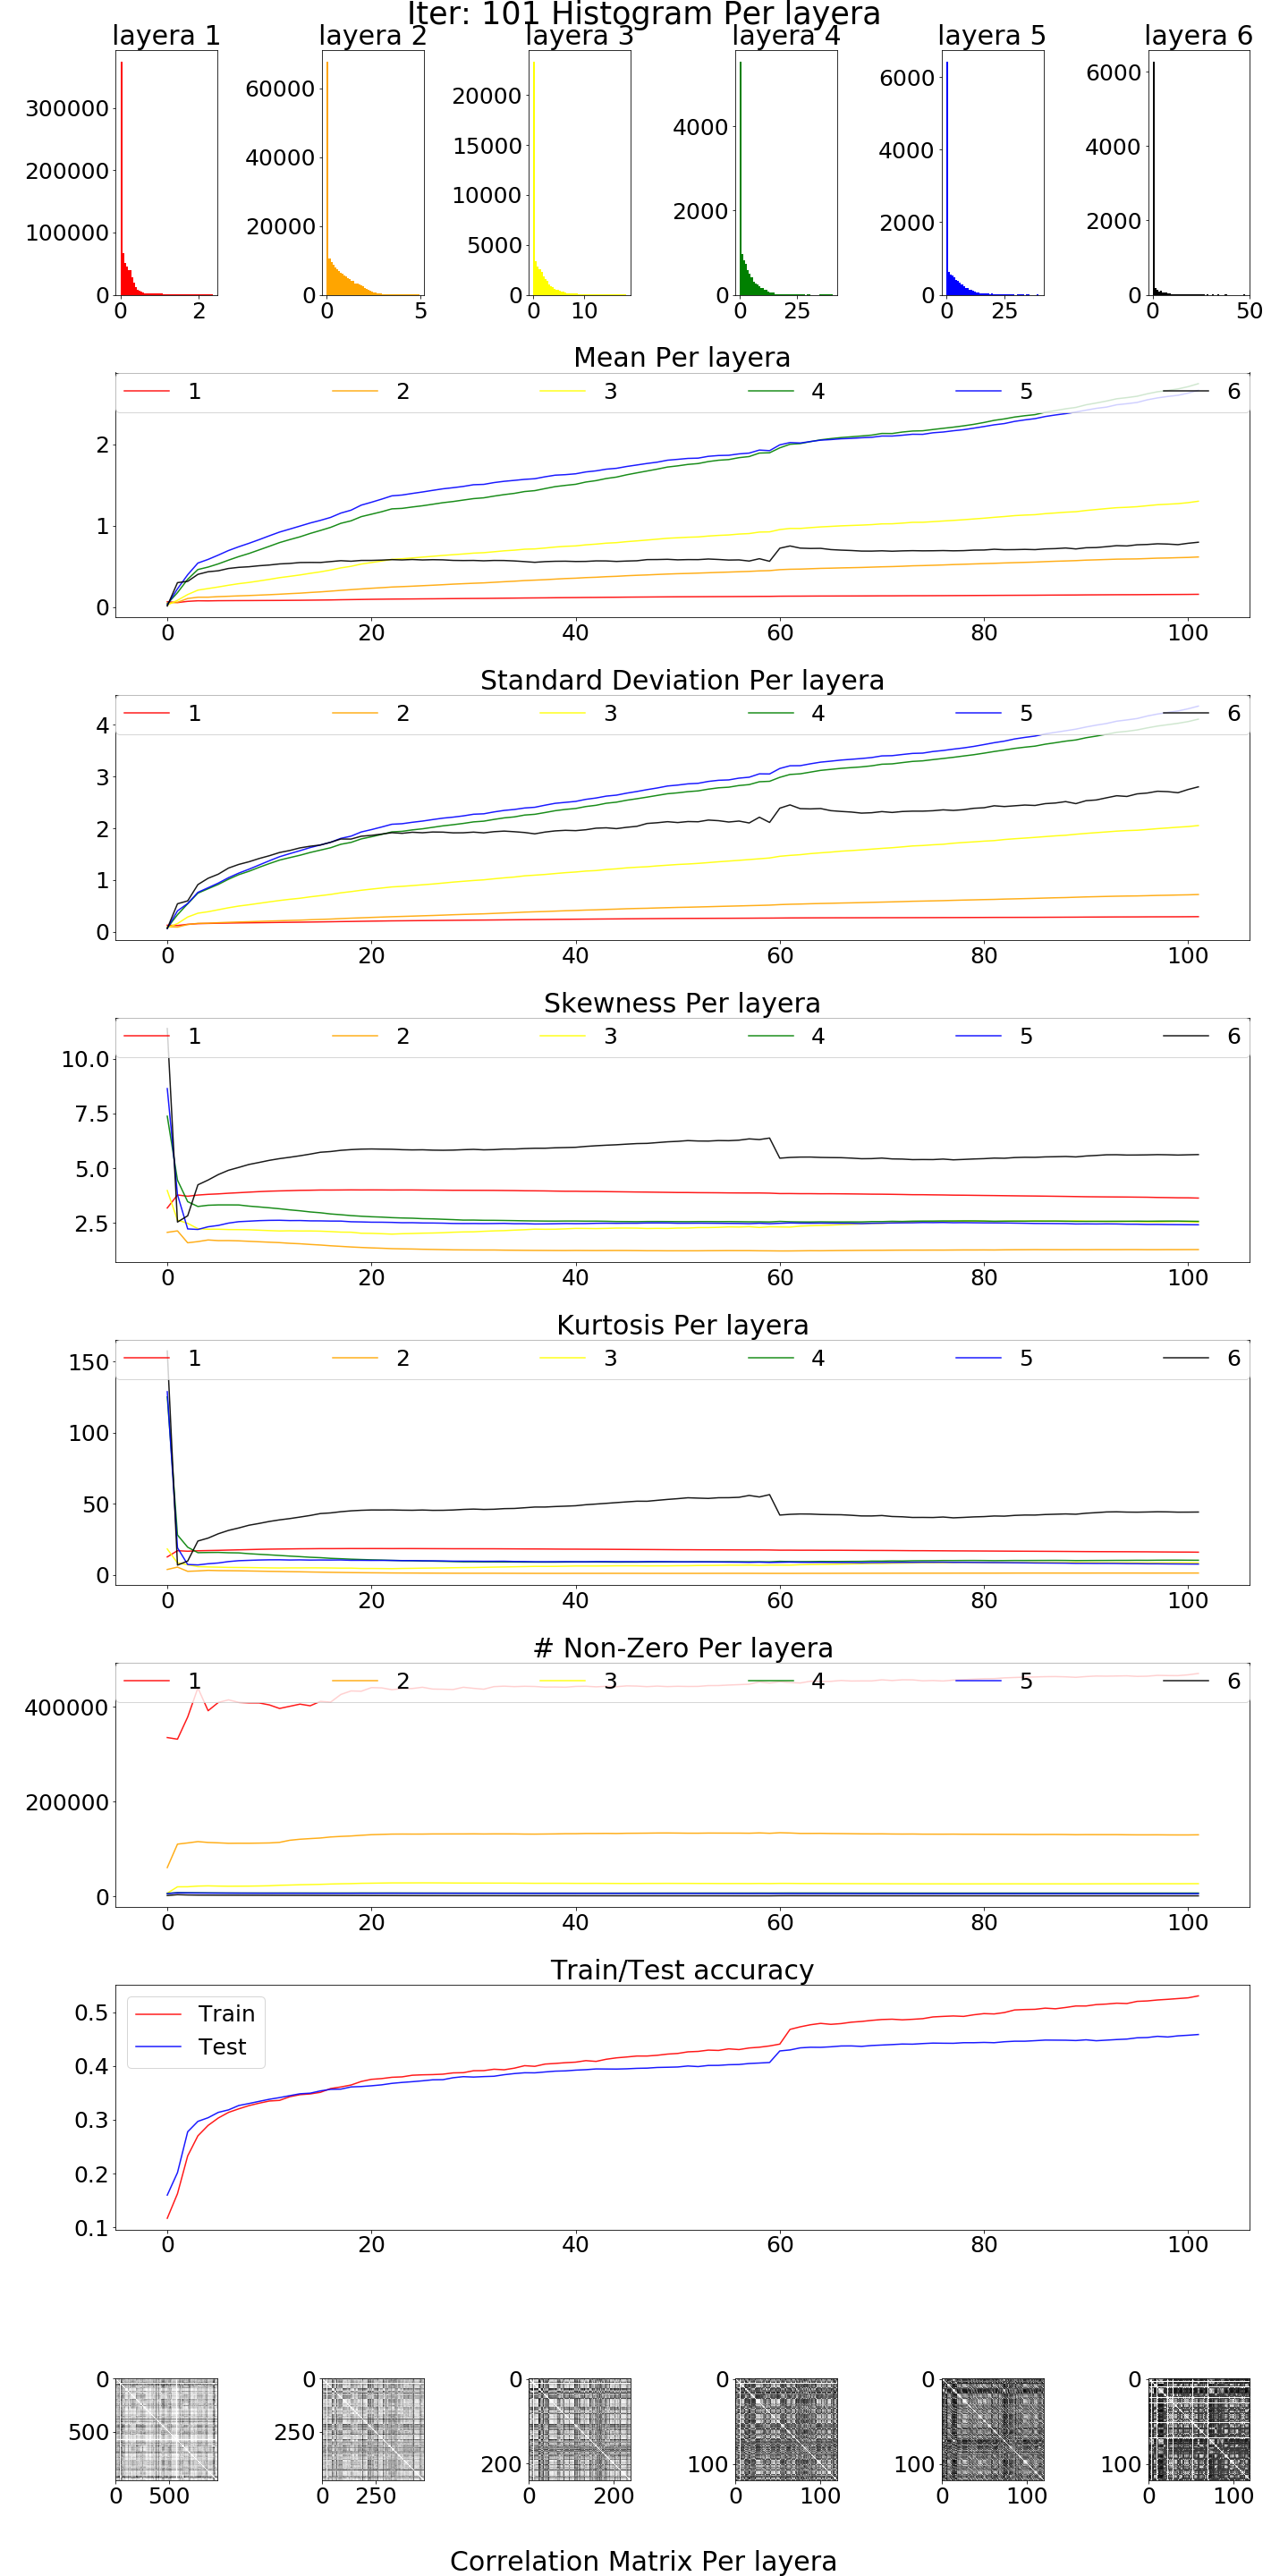 Iter: 101 Histogram Per layera
layera 1 layera 2 layera 3 layera 4 layera 5 layera 6
300000 200000 100000 0
0 2
60000 40000 20000 0
0 5
20000 15000 10000 5000 0
0 10
4000 2000 0
0 25
6000 4000 2000 0
0 25
6000 4000 2000 0
0 50
Mean Per layera
1 2 3 4 5 6
2
1
0
0 20 40 60 80 100
Standard Deviation Per layera
1 2 3 4 5 6
4
3
2
1
0
0 20 40 60 80 100
Skewness Per layera
1 2 3 4 5 6
10.0
7.5
5.0
2.5
0 20 40 60 80 100
Kurtosis Per layera
1 2 3 4 5 6
150
100
50
0
0 20 40 60 80 100
# Non-Zero Per layera
1 2 3 4 5 6
400000
200000
0
0 20 40 60 80 100
Train/Test accuracy
Train
Test
0.5
0.4
0.3
0.2
0.1
0 20 40 60 80 100
0 500
0 500
0 250
0 250
0 200
0 200
0 100
0 100
0 100
0 100
0 100
0 100
Correlation Matrix Per layera